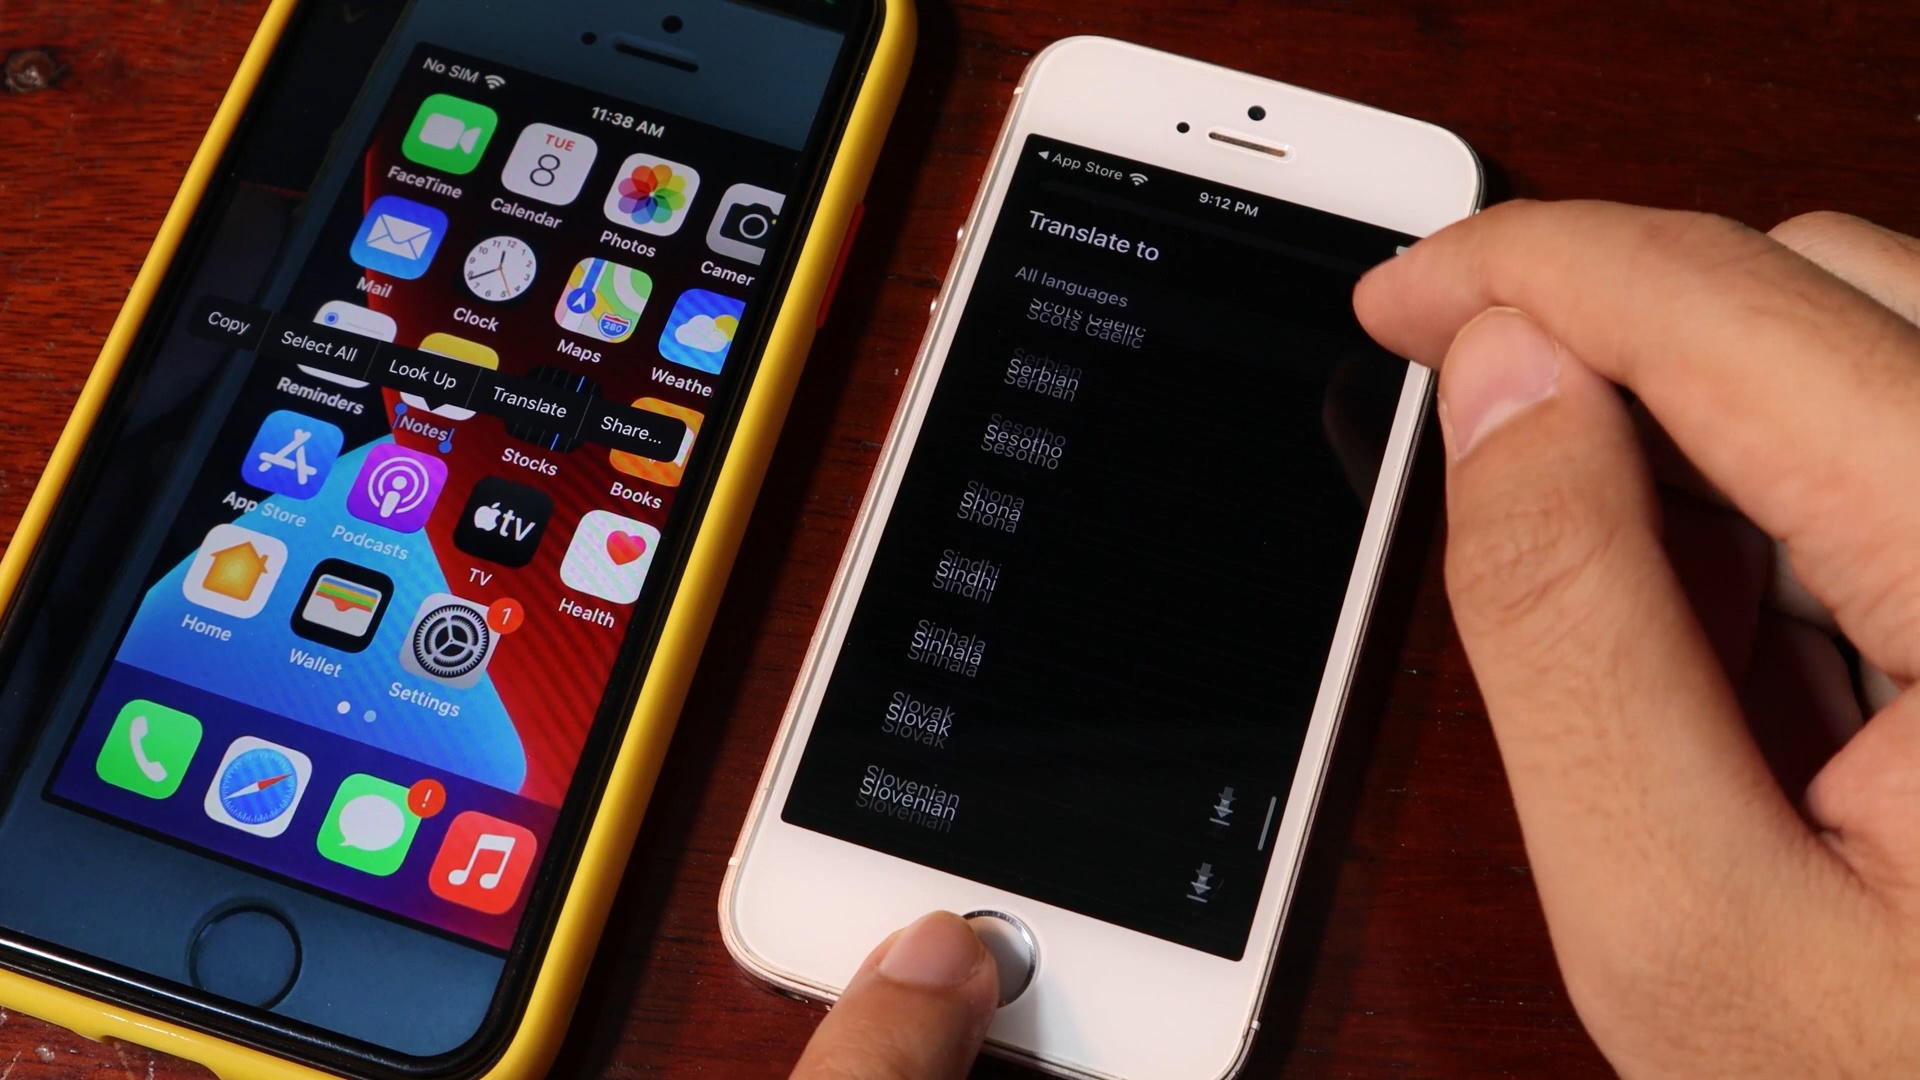 No SIM
11:38 AM
FaceTime
TUE
8
Calendar
Photos
Camer
Mail
Clock
Maps
280
Weathe
Copy
Select All
Look Up
Translate
Share...
Reminders
Notes
Stocks
Books
App Store
Podcasts
tv
TV
Health
Home
Wallet
1
Settings
!
App Store
9:12 PM
Translate to
All languages
Scots Gaelic
Serbian
Sesotho
Shona
Sindhi
Sinhala
Slovak
Slovenian